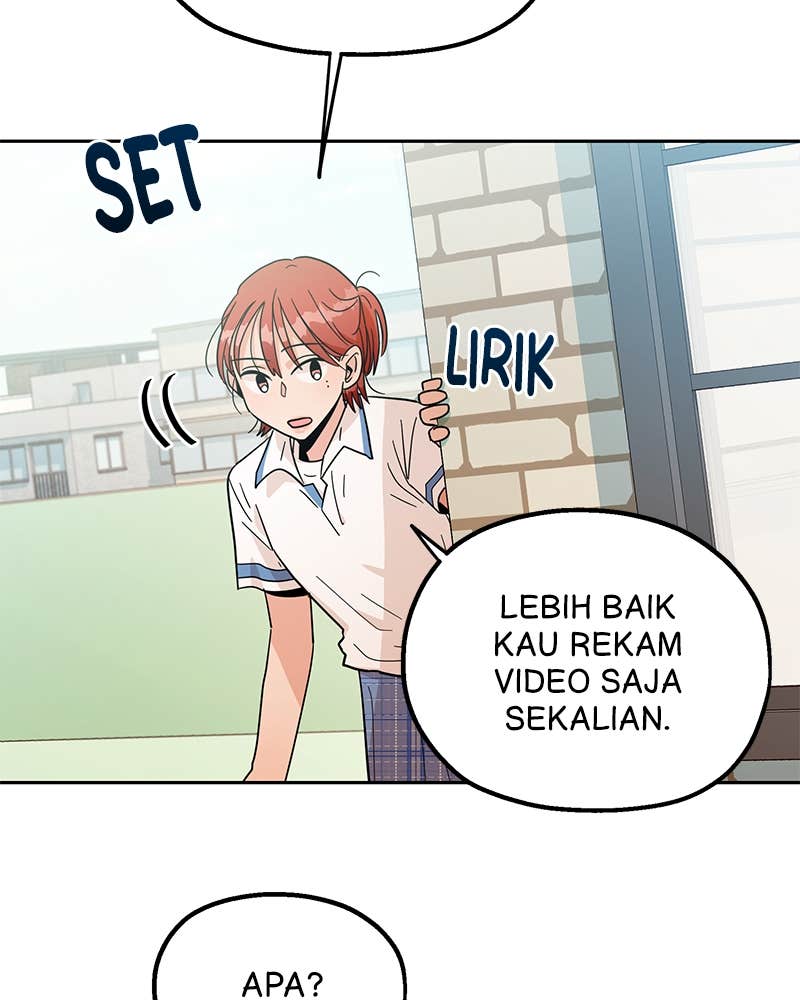 SET
LIRIK
LEBIH BAIK
KAU REKAM
VIDEO SAJA
SEKALIAN.
APA?